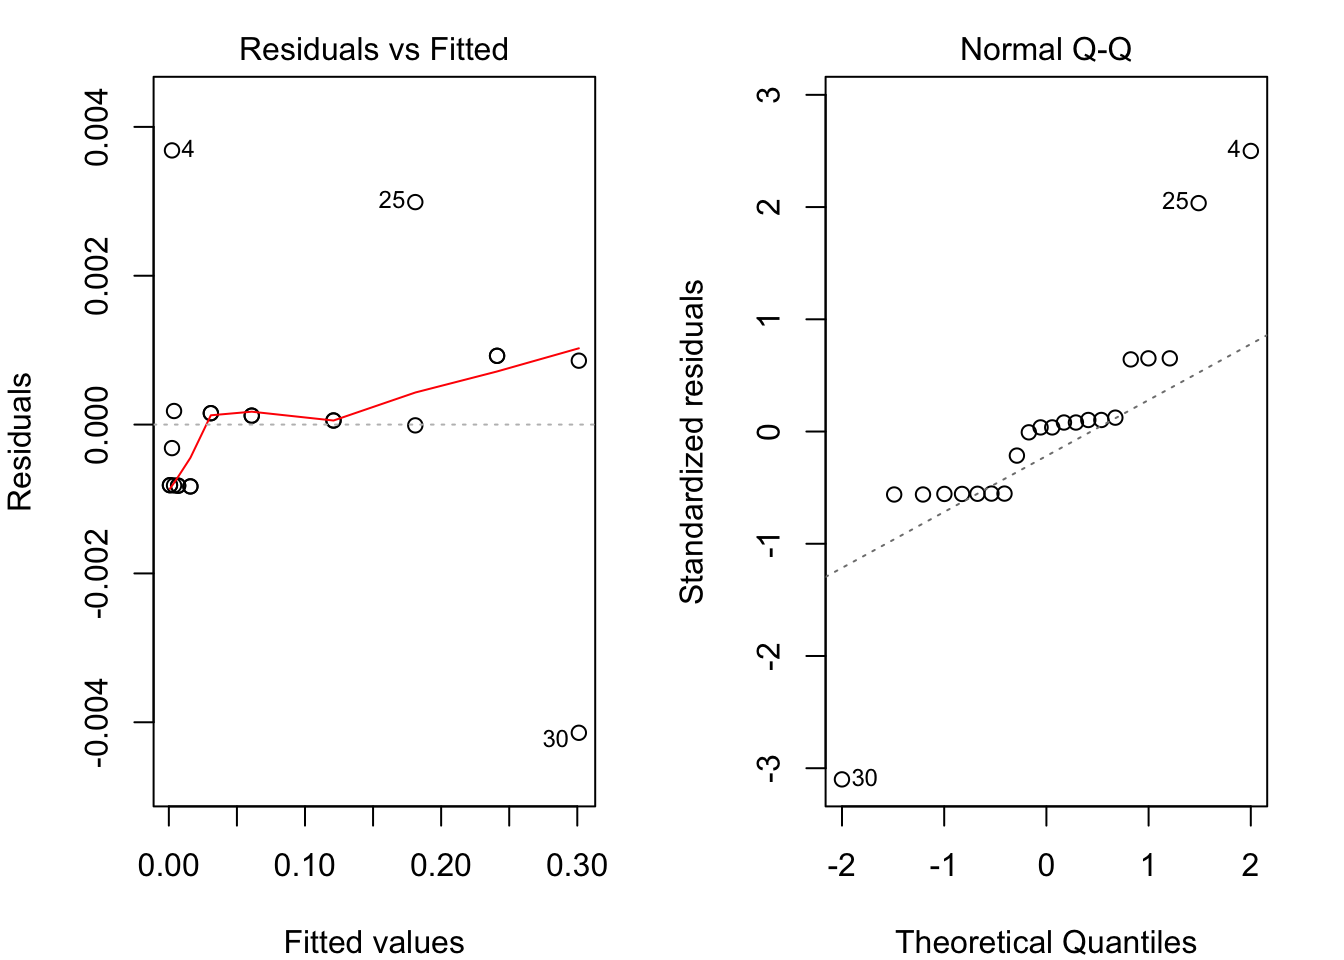 Residuals vs Fitted
Residuals
0.004
0.002
0.000
-0.002
-0.004
4
25
30
0.00 0.10 0.20 0.30
Fitted values
Normal Q-Q
Standardized residuals
3
2
1
0
-1
-2
-3
4
25
30
-2 -1 0 1 2
Theoretical Quantiles